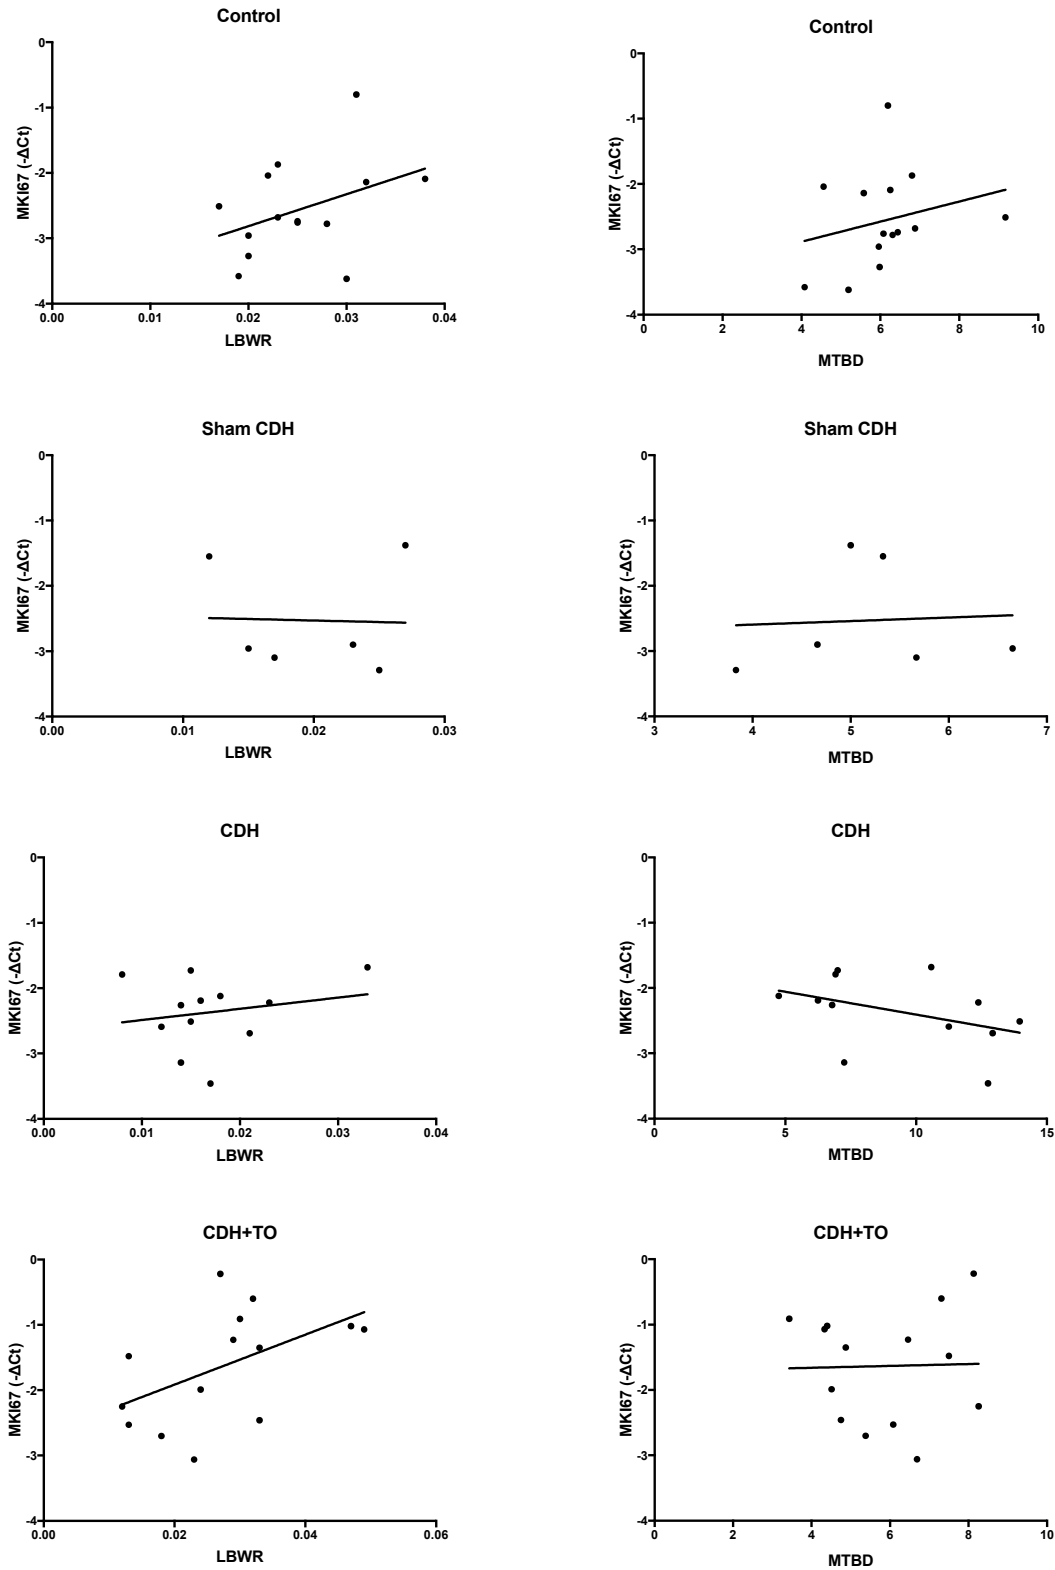 Control
MKI67 (-ΔCt)
0
-1
-2
-3
-4
0.00 0.01 0.02 0.03 0.04
LBWR
Control
MKI67 (-ΔCt)
0
-1
-2
-3
-4
0 2 4 6 8 10
MTBD
Sham CDH
MKI67 (-ΔCt)
0
-1
-2
-3
-4
0.00 0.01 0.02 0.03
LBWR
Sham CDH
MKI67 (-ΔCt)
0
-1
-2
-3
-4
3 4 5 6 7
MTBD
CDH
MKI67 (-ΔCt)
0
-1
-2
-3
-4
0.00 0.01 0.02 0.03 0.04
LBWR
CDH
MKI67 (-ΔCt)
0
-1
-2
-3
-4
0 5 10 15
MTBD
CDH+TO
MKI67 (-ΔCt)
0
-1
-2
-3
-4
0.00 0.02 0.04 0.06
LBWR
CDH+TO
MKI67 (-ΔCt)
0
-1
-2
-3
-4
0 2 4 6 8 10
MTBD